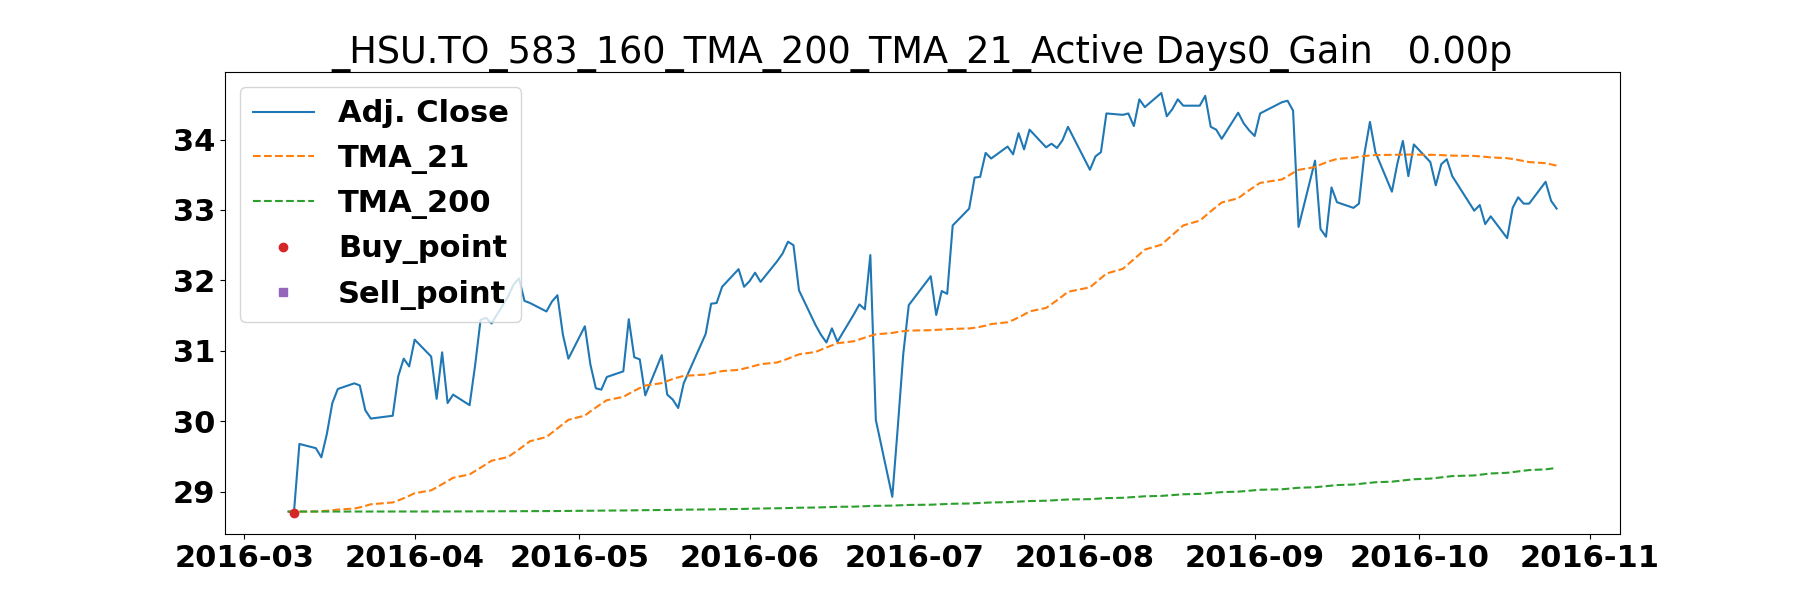 _HSU.TO_583_160_TMA_200_TMA_21_Active Days0_Gain   0.00p
Adj. Close
TMA_21
TMA_200
Buy_point
Sell_point
34
33
32
31
30
29
2016-03 2016-04 2016-05 2016-06 2016-07 2016-08 2016-09 2016-10 2016-11